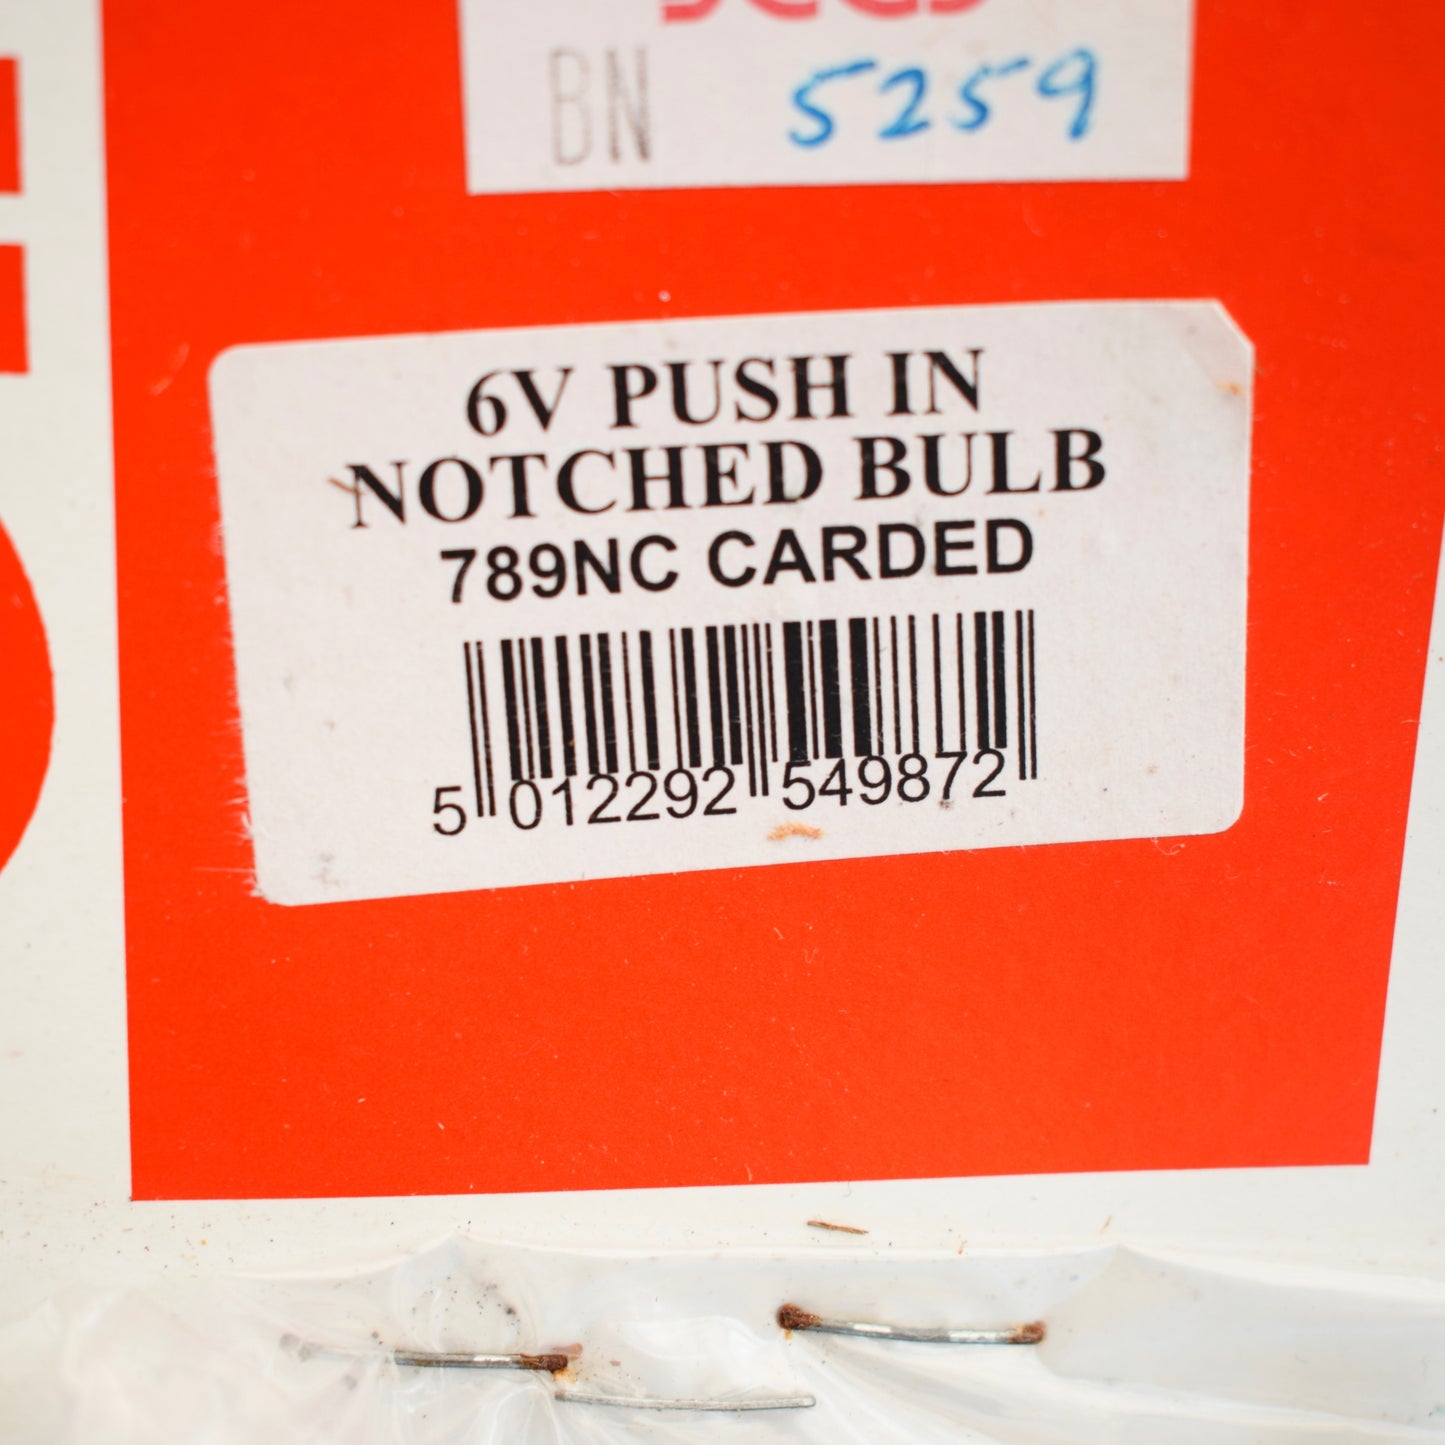 BN 5259
6V PUSH IN
NOTCHED BULB
789NC CARDED
5 012292 549872